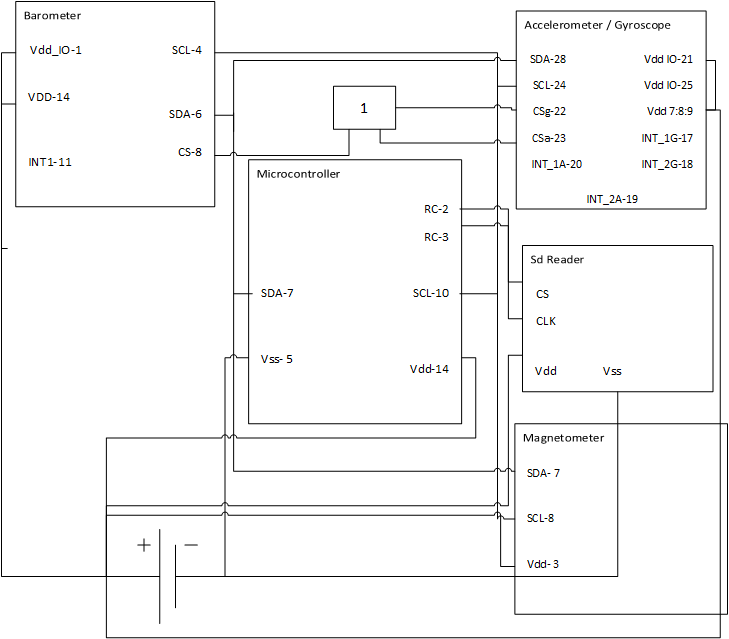 Barometer
Vdd_IO-1
SCL-4
VDD-14
SDA-6
CS-8
INT1-11
1
Accelerometer / Gyroscope
SDA-28
Vdd IO-21
SCL-24
Vdd IO-25
CSg-22
Vdd 7:8:9
CSa-23
INT_1G-17
INT_1A-20
INT_2G-18
INT_2A-19
Microcontroller
RC-2
RC-3
SDA-7
SCL-10
Vss- 5
Vdd-14
Sd Reader
CS
CLK
Vdd
Vss
Magnetometer
SDA- 7
SCL-8
Vdd- 3
+ −